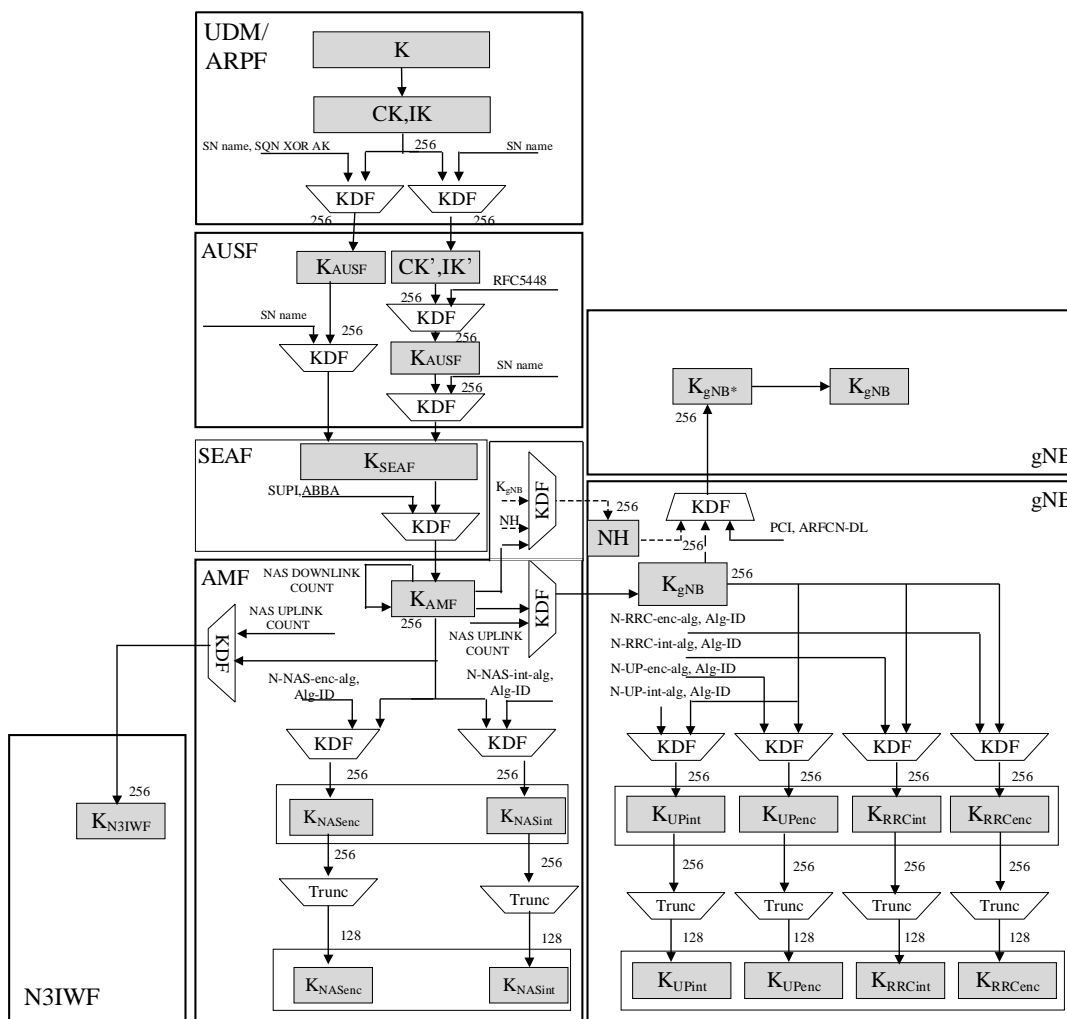 UDM/
ARPF
K
CK,IK
SN name, SQN XOR AK
256
SN name
KDF
KDF
256
256
AUSF
KAUSF
CK’,IK’
RFC5448
256
KDF
SN name
256
KDF
256
KAUSF
SN name
256
KDF
KgNB*
KgNB
256
gNB
SEAF
KSEAF
SUPI,ABBA
KDF
KgNB
NH
KDF
256
NH
gNB
KDF
PCI, ARFCN-DL
256
AMF
NAS DOWNLINK
COUNT
KAMF
256
KDF
NAS UPLINK
COUNT
KgNB
256
NAS UPLINK
COUNT
KDF
N-RRC-enc-alg, Alg-ID
N-RRC-int-alg, Alg-ID
N-UP-enc-alg, Alg-ID
N-UP-int-alg, Alg-ID
N-NAS-enc-alg,
Alg-ID
N-NAS-int-alg,
Alg-ID
KDF
KDF
KDF
KDF
KDF
KDF
256
256
256
256
256
256
256
KN3IWF
KNASenc
KNASint
KUPint
KUPenc
KRRCint
KRRCenc
256
256
256
256
256
256
Trunc
Trunc
Trunc
Trunc
Trunc
Trunc
128
128
128
128
128
128
KNASenc
KNASint
KUPint
KUPenc
KRRCint
KRRCenc
N3IWF